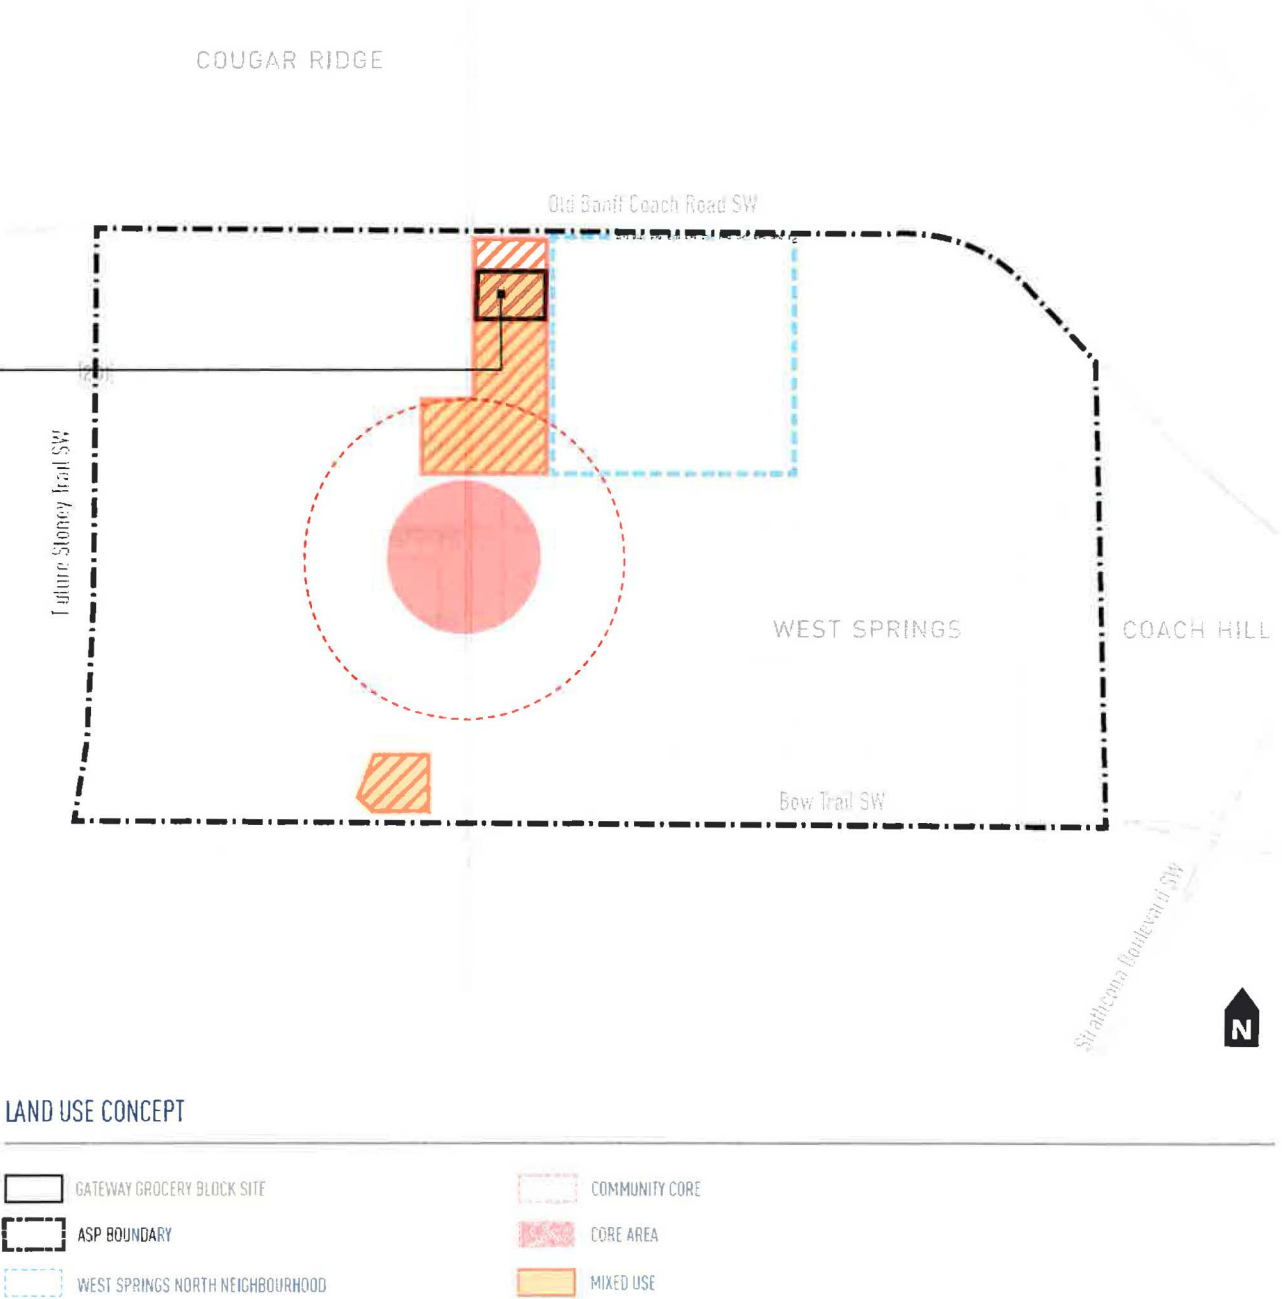 COUGAR RIDGE
Old Banff Coach Road SW
Future Stoney Trail SW
WEST SPRINGS
COACH HILL
Bow Trail SW
Strathcona Boulevard SW
N
LAND USE CONCEPT
GATEWAY GROCERY BLOCK SITE
COMMUNITY CORE
ASP BOUNDARY
CORE AREA
WEST SPRINGS NORTH NEIGHBOURHOOD
MIXED USE